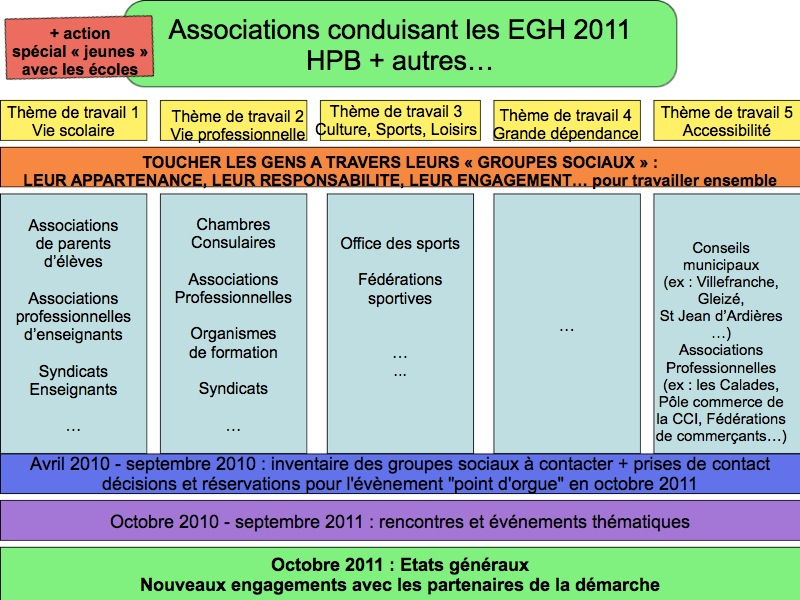 + action
spécial « jeunes »
avec les écoles
Associations conduisant les EGH 2011
HPB + autres…
Thème de travail 1
Vie scolaire
Thème de travail 2
Vie professionnelle
Thème de travail 3
Culture, Sports, Loisirs
Thème de travail 4
Grande dépendance
Thème de travail 5
Accessibilité
TOUCHER LES GENS A TRAVERS LEURS « GROUPES SOCIAUX » :
LEUR APPARTENANCE, LEUR RESPONSABILITE, LEUR ENGAGEMENT… pour travailler ensemble
Associations
de parents
d’élèves
Associations
professionnelles
d’enseignants
Syndicats
Enseignants
…
Chambres
Consulaires
Associations
Professionnelles
Organismes
de formation
Syndicats
…
Office des sports
Fédérations
sportives
…
...
…
Conseils
municipaux
(ex : Villefranche,
Gleizé,
St Jean d’Ardières
…)
Associations
Professionnelles
(ex : les Calades,
Pôle commerce de
la CCI, Fédérations
de commerçants…)
Avril 2010 - septembre 2010 : inventaire des groupes sociaux à contacter + prises de contact
décisions et réservations pour l'évènement "point d'orgue" en octobre 2011
Octobre 2010 - septembre 2011 : rencontres et événements thématiques
Octobre 2011 : Etats généraux
Nouveaux engagements avec les partenaires de la démarche